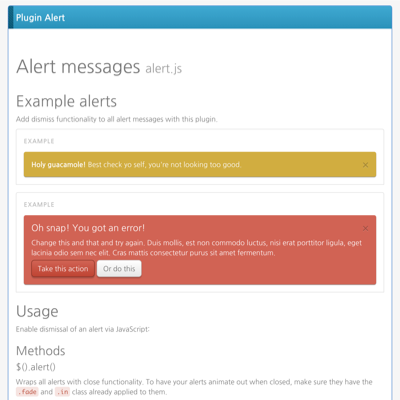 Plugin Alert
Alert messages alert.js
Example alerts
Add dismiss functionality to all alert messages with this plugin.
EXAMPLE
Holy guacamole! Best check yo self, you're not looking too good. ×
EXAMPLE
Oh snap! You got an error! ×
Change this and that and try again. Duis mollis, est non commodo luctus, nisi erat porttitor ligula, eget
lacinia odio sem nec elit. Cras mattis consectetur purus sit amet fermentum.
Take this action Or do this
Usage
Enable dismissal of an alert via JavaScript:
Methods
$().alert()
Wraps all alerts with close functionality. To have your alerts animate out when closed, make sure they have the
.fade and .in class already applied to them.